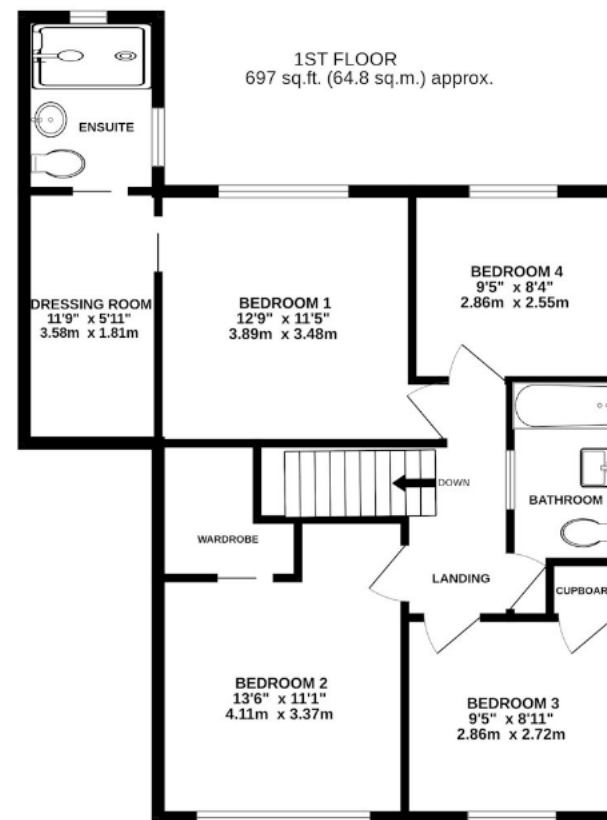 1ST FLOOR
697 sq.ft. (64.8 sq.m.) approx.
ENSUITE
DRESSING ROOM
11'9" x 5'11"
3.58m x 1.81m
BEDROOM 1
12'9" x 11'5"
3.89m x 3.48m
BEDROOM 4
9'5" x 8'4"
2.86m x 2.55m
DOWN
BATHROOM
WARDROBE
LANDING
CUPBOAR
BEDROOM 2
13'6" x 11'1"
4.11m x 3.37m
BEDROOM 3
9'5" x 8'11"
2.86m x 2.72m